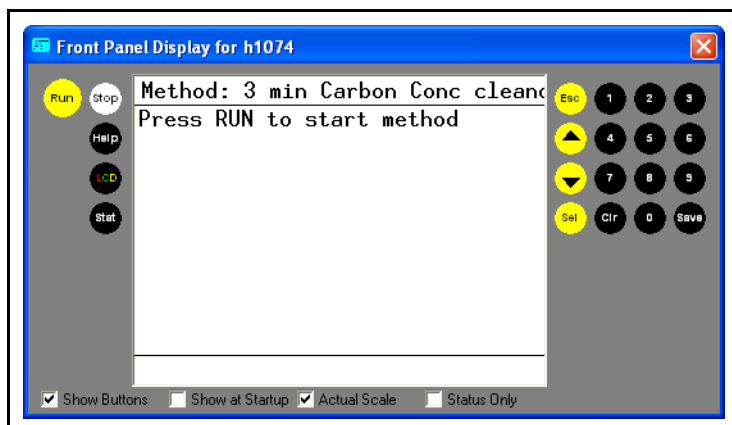 Front Panel Display for h1074
Run Stop
Help
LCD
Stat
Method: 3 min Carbon Conc cleano
Press RUN to start method
Esc 1 2 3
4 5 6
7 8 9
Sel Clr 0 Save
Show Buttons Show at Startup Actual Scale Status Only